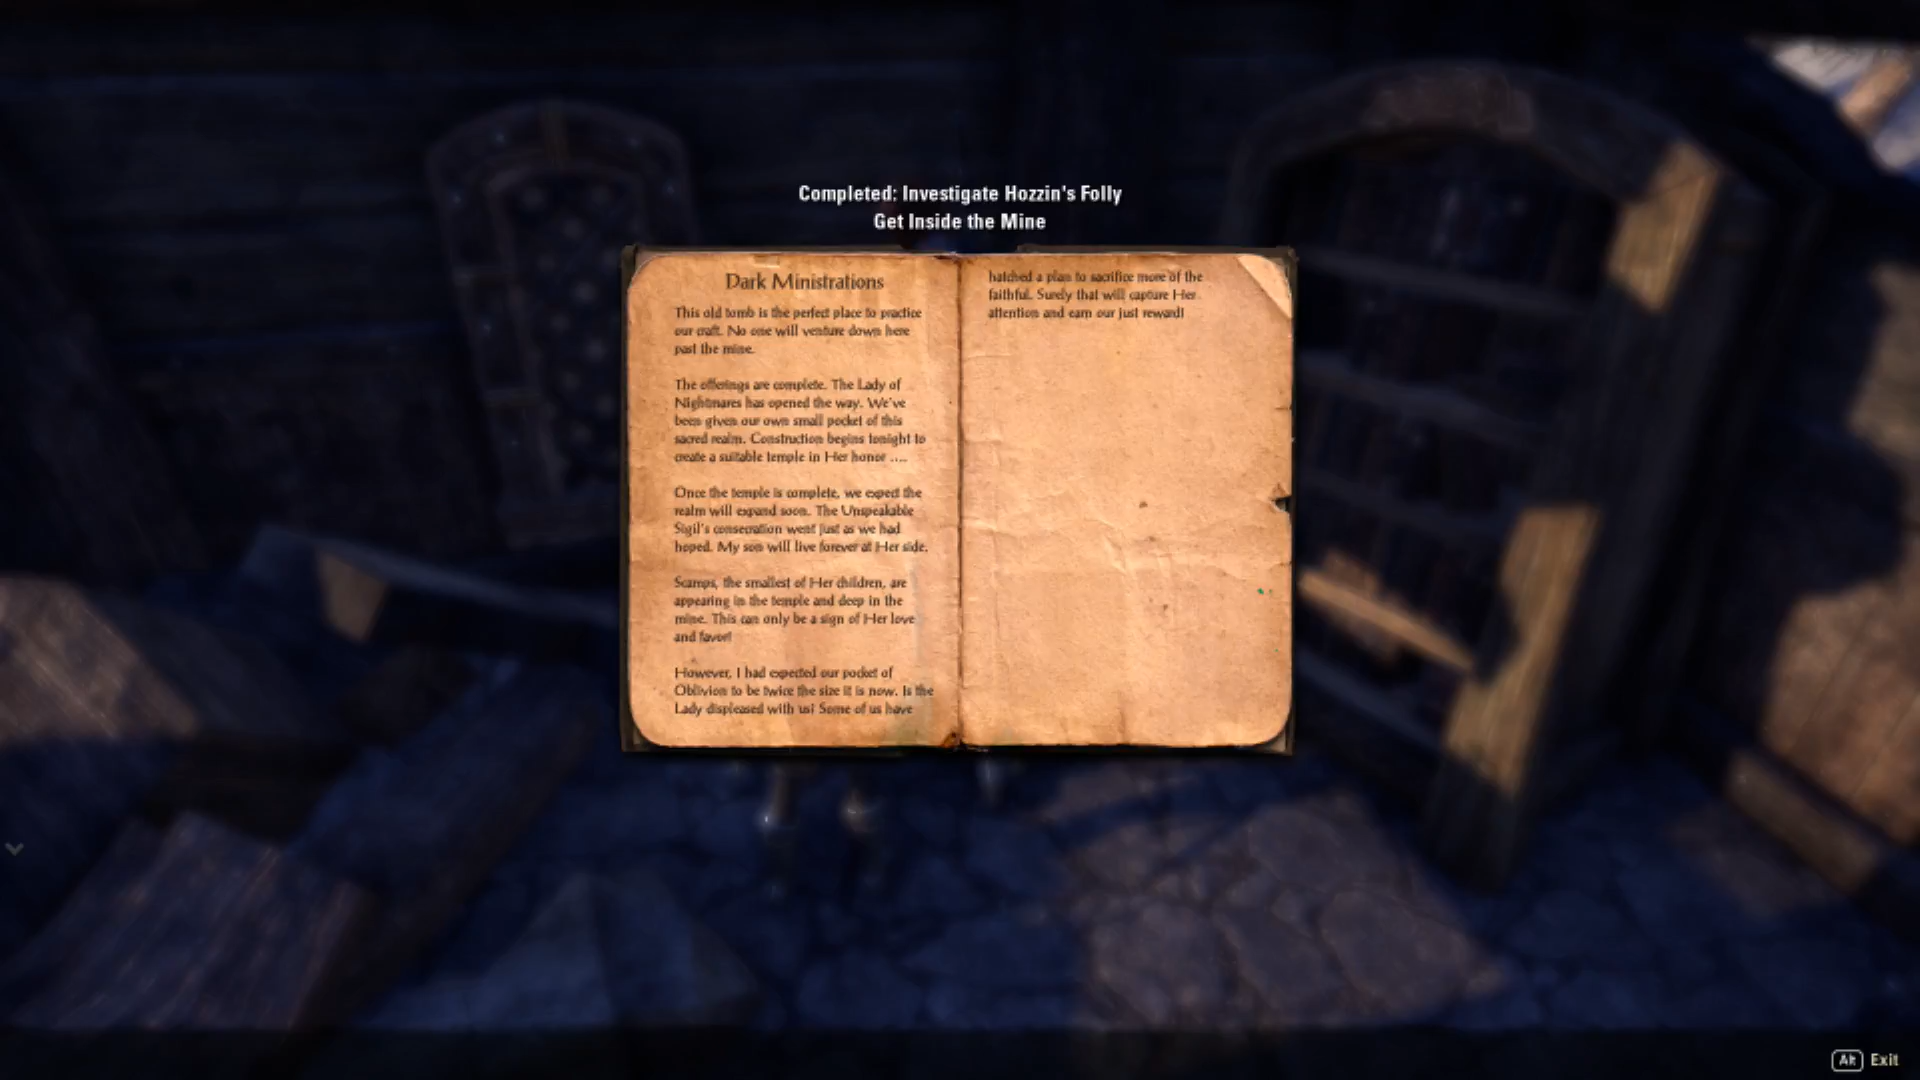 Completed: Investigate Hozzin's Folly
Get Inside the Mine
Dark Ministrations
This old tomb is the perfect place to practice
our craft. No one will venture down here
past the mine.
The offerings are complete. The Lady of
Nightmares has opened the way. We've
been given our own small pocket of this
sacred realm. Construction begins tonight to
create a suitable temple in Her honor ....
Once the temple is complete, we expect the
realm will expand soon. The Unspeakable
Sigil's consecration went just as we had
hoped. My son will live forever at Her side.
Scamps, the smallest of Her children, are
appearing in the temple and deep in the
mine. This can only be a sign of Her love
and favor!
However, I had expected our pocket of
Oblivion to be twice the size it is now. Is the
Lady displeased with us? Some of us have
hatched a plan to sacrifice more of the
faithful. Surely that will capture Her
attention and earn our just reward!
Alt Exit